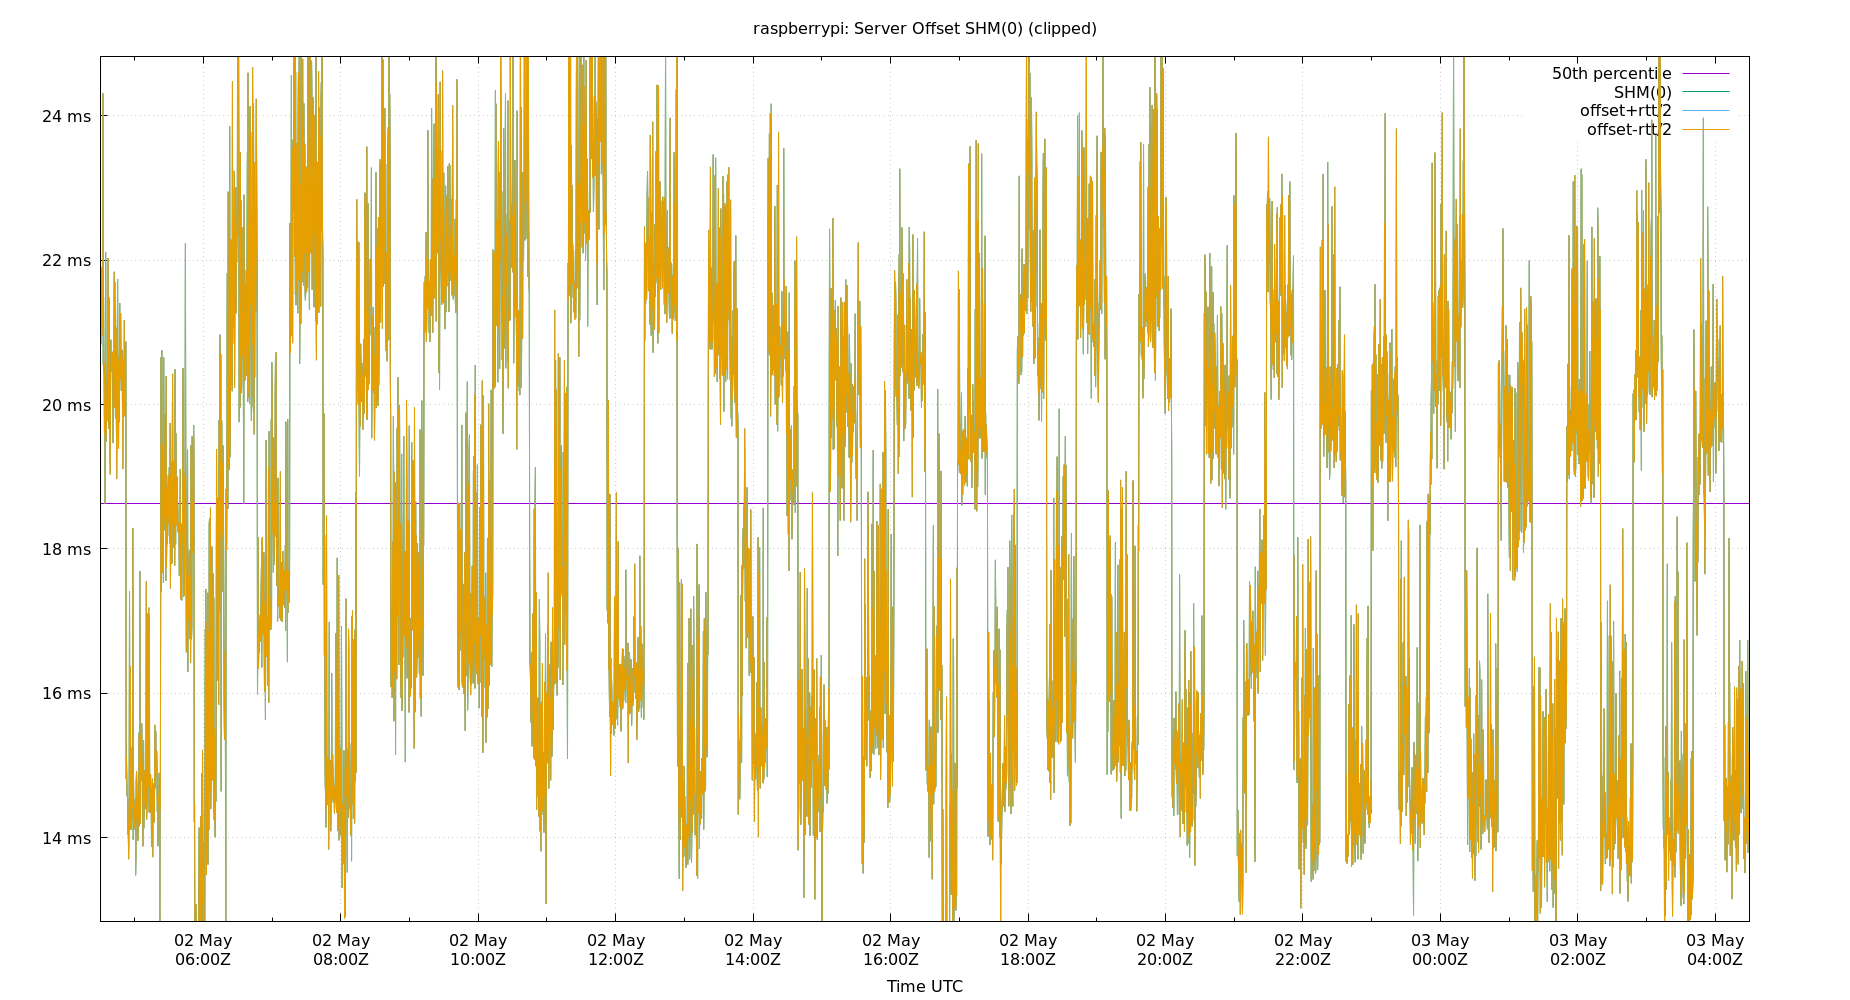 raspberrypi: Server Offset SHM(0) (clipped)
50th percentile
SHM(0)
offset+rtt/2
offset-rtt/2
24 ms
22 ms
20 ms
18 ms
16 ms
14 ms
02 May 02 May 02 May 02 May 02 May 02 May 02 May 02 May 02 May 03 May 03 May 03 May
06:00Z 08:00Z 10:00Z 12:00Z 14:00Z 16:00Z 18:00Z 20:00Z 22:00Z 00:00Z 02:00Z 04:00Z
Time UTC